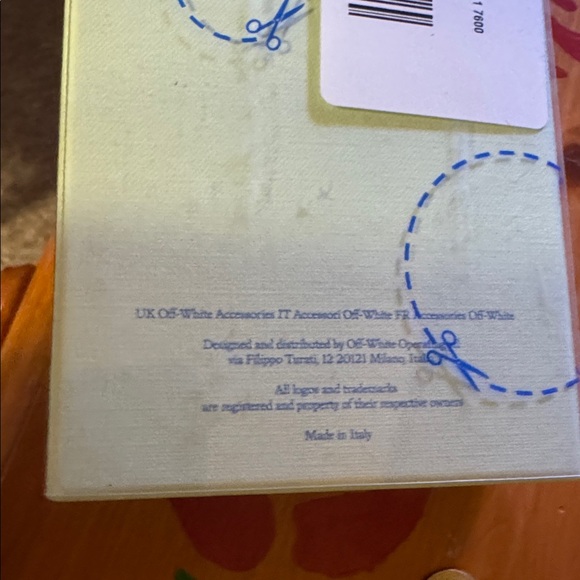 1 7600
UK Off-White Accessories IT Accessori Off-White FR Accessories Off-White
Designed and distributed by Off-White
via Filippo Turati, 12 20121 Milano,
All logos and trademarks
are registered and property of their respective owners
Made in Italy